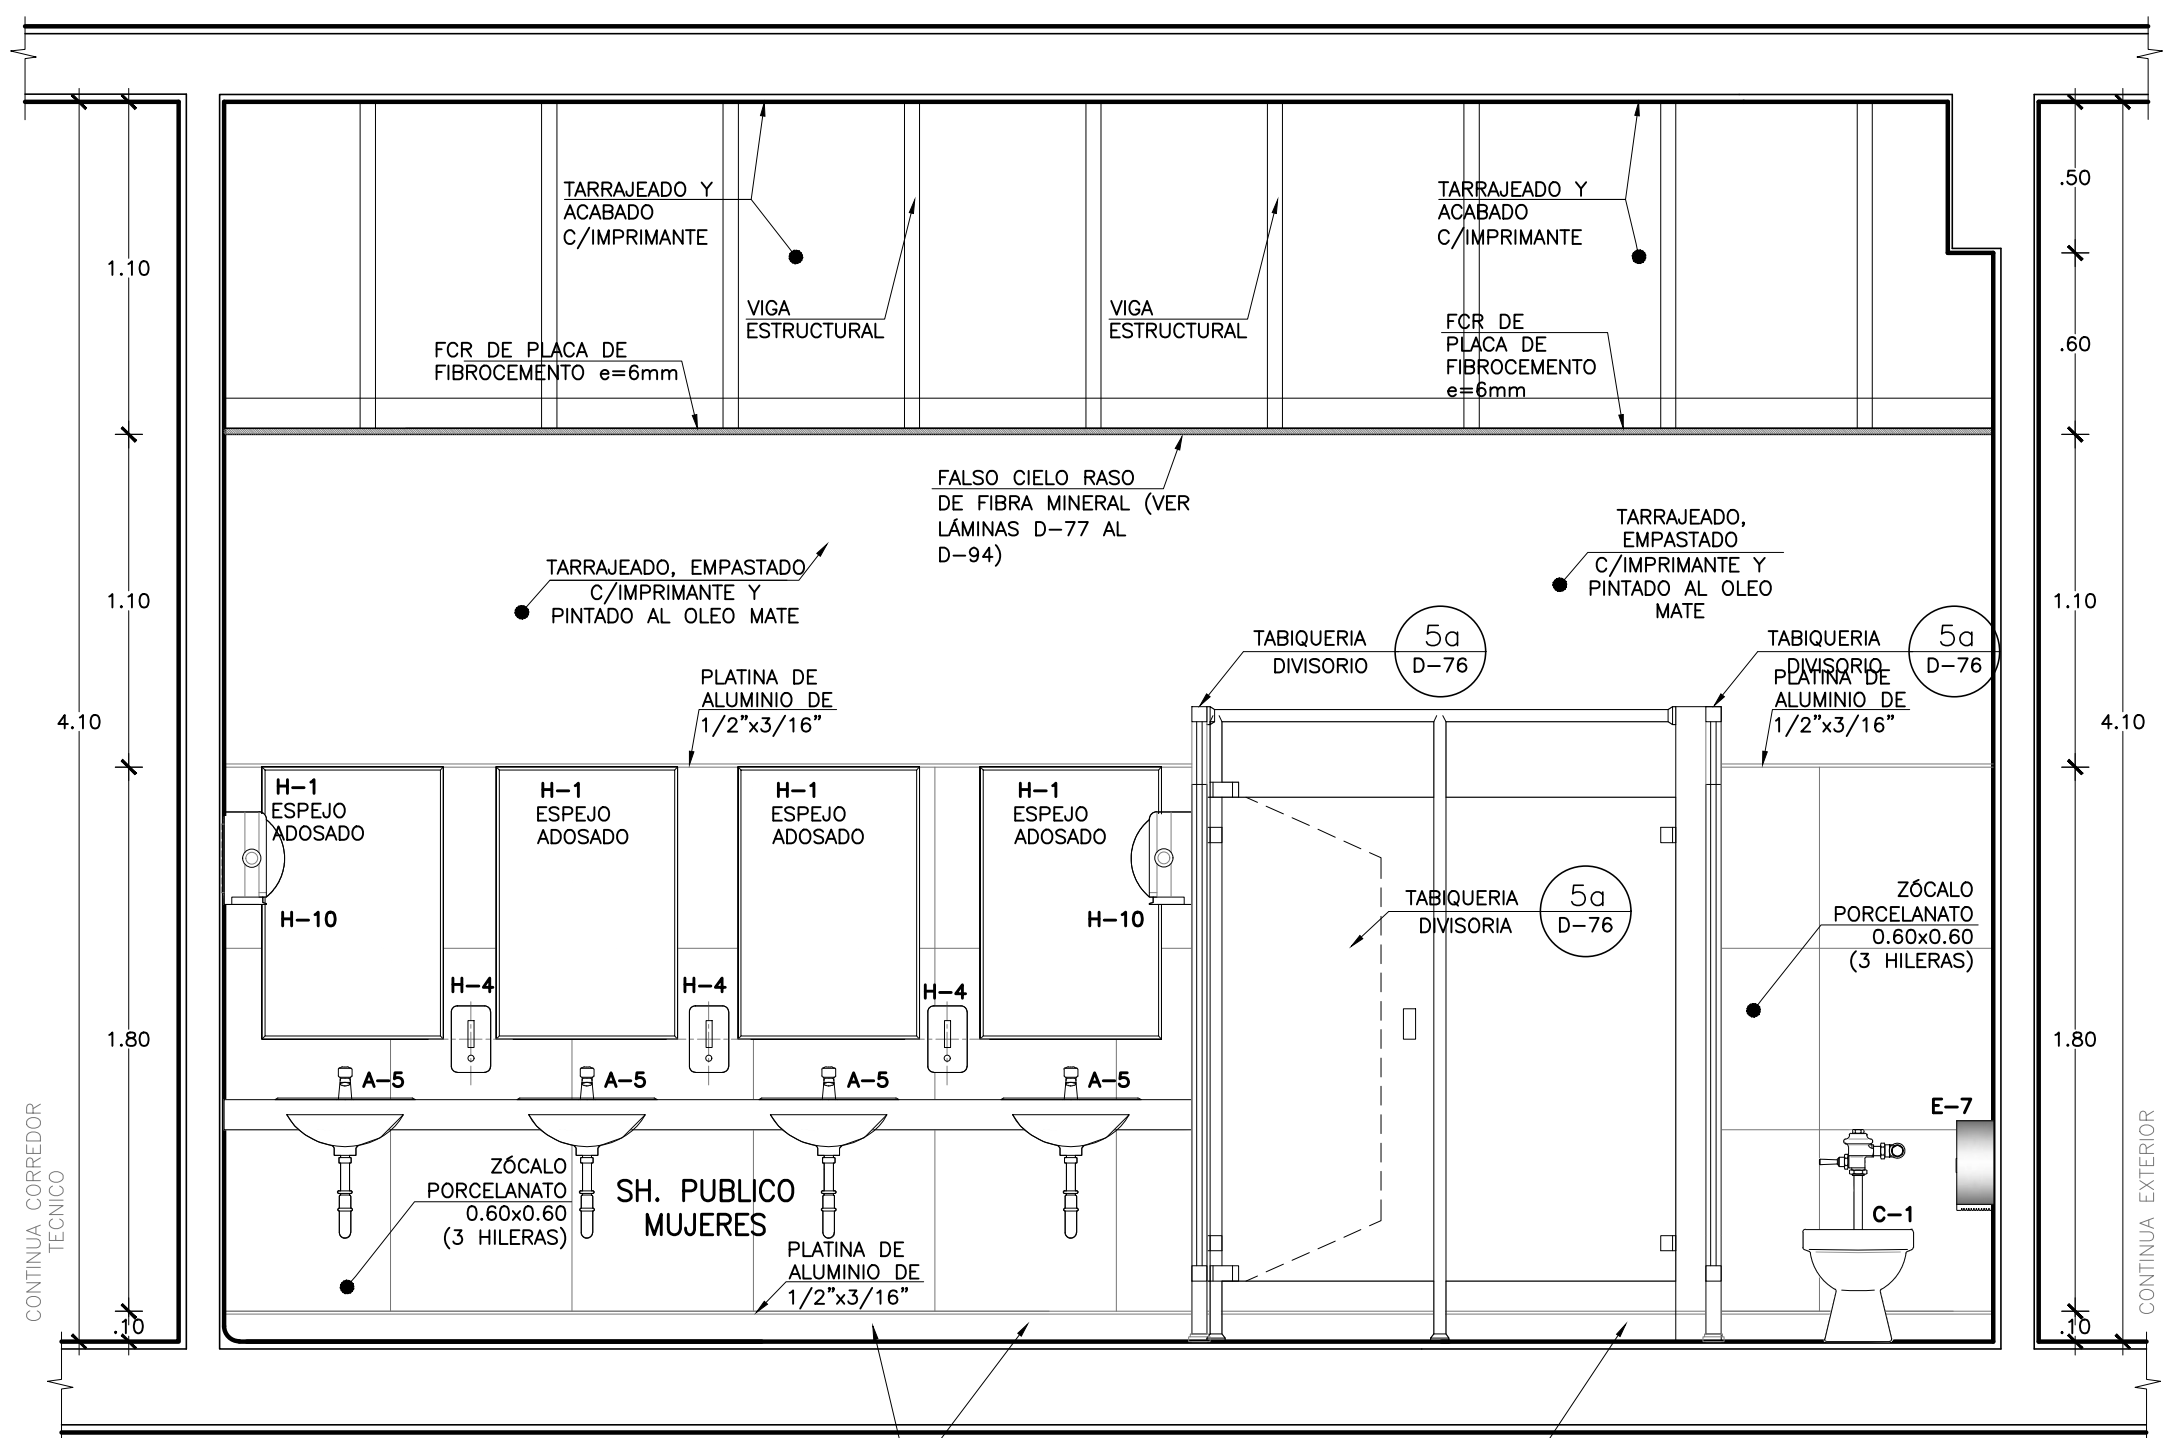 TARRAJEADO Y
ACABADO
C/IMPRIMANTE
TARRAJEADO Y
ACABADO
C/IMPRIMANTE
.50
1.10
VIGA
ESTRUCTURAL
VIGA
ESTRUCTURAL
FCR DE
PLACA DE
FIBROCEMENTO
e=6mm
.60
FCR DE PLACA DE
FIBROCEMENTO e=6mm
FALSO CIELO RASO
DE FIBRA MINERAL (VER
LÁMINAS D-77 AL
D-94)
TARRAJEADO, EMPASTADO
C/IMPRIMANTE Y
PINTADO AL OLEO MATE
TARRAJEADO,
EMPASTADO
C/IMPRIMANTE Y
PINTADO AL OLEO
MATE
1.10
1.10
TABIQUERIA
DIVISORIO
5a
D-76
TABIQUERIA
DIVISORIO
5a
D-76
PLATINA DE
ALUMINIO DE
1/2"x3/16"
PLATINA DE
ALUMINIO DE
1/2"x3/16"
4.10
4.10
H-1
ESPEJO
ADOSADO
H-1
ESPEJO
ADOSADO
H-1
ESPEJO
ADOSADO
H-1
ESPEJO
ADOSADO
H-10
H-10
TABIQUERIA
DIVISORIA
5a
D-76
ZÓCALO
PORCELANATO
0.60x0.60
(3 HILERAS)
H-4
H-4
H-4
1.80
1.80
A-5
A-5
A-5
A-5
E-7
ZÓCALO
PORCELANATO
0.60x0.60
(3 HILERAS)
SH. PUBLICO
MUJERES
C-1
PLATINA DE
ALUMINIO DE
1/2"x3/16"
.10
.10
CONTINUA CORREDOR
TECNICO
CONTINUA EXTERIOR